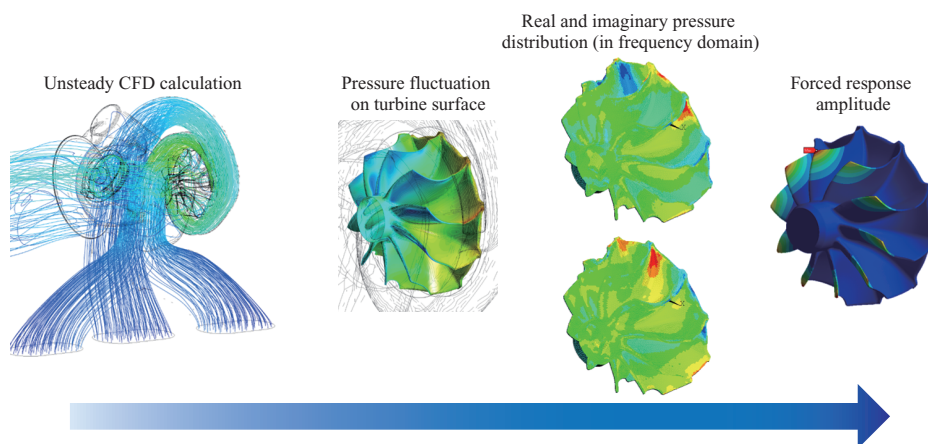 Real and imaginary pressure
distribution (in frequency domain)
Unsteady CFD calculation
Pressure fluctuation
on turbine surface
Forced response
amplitude